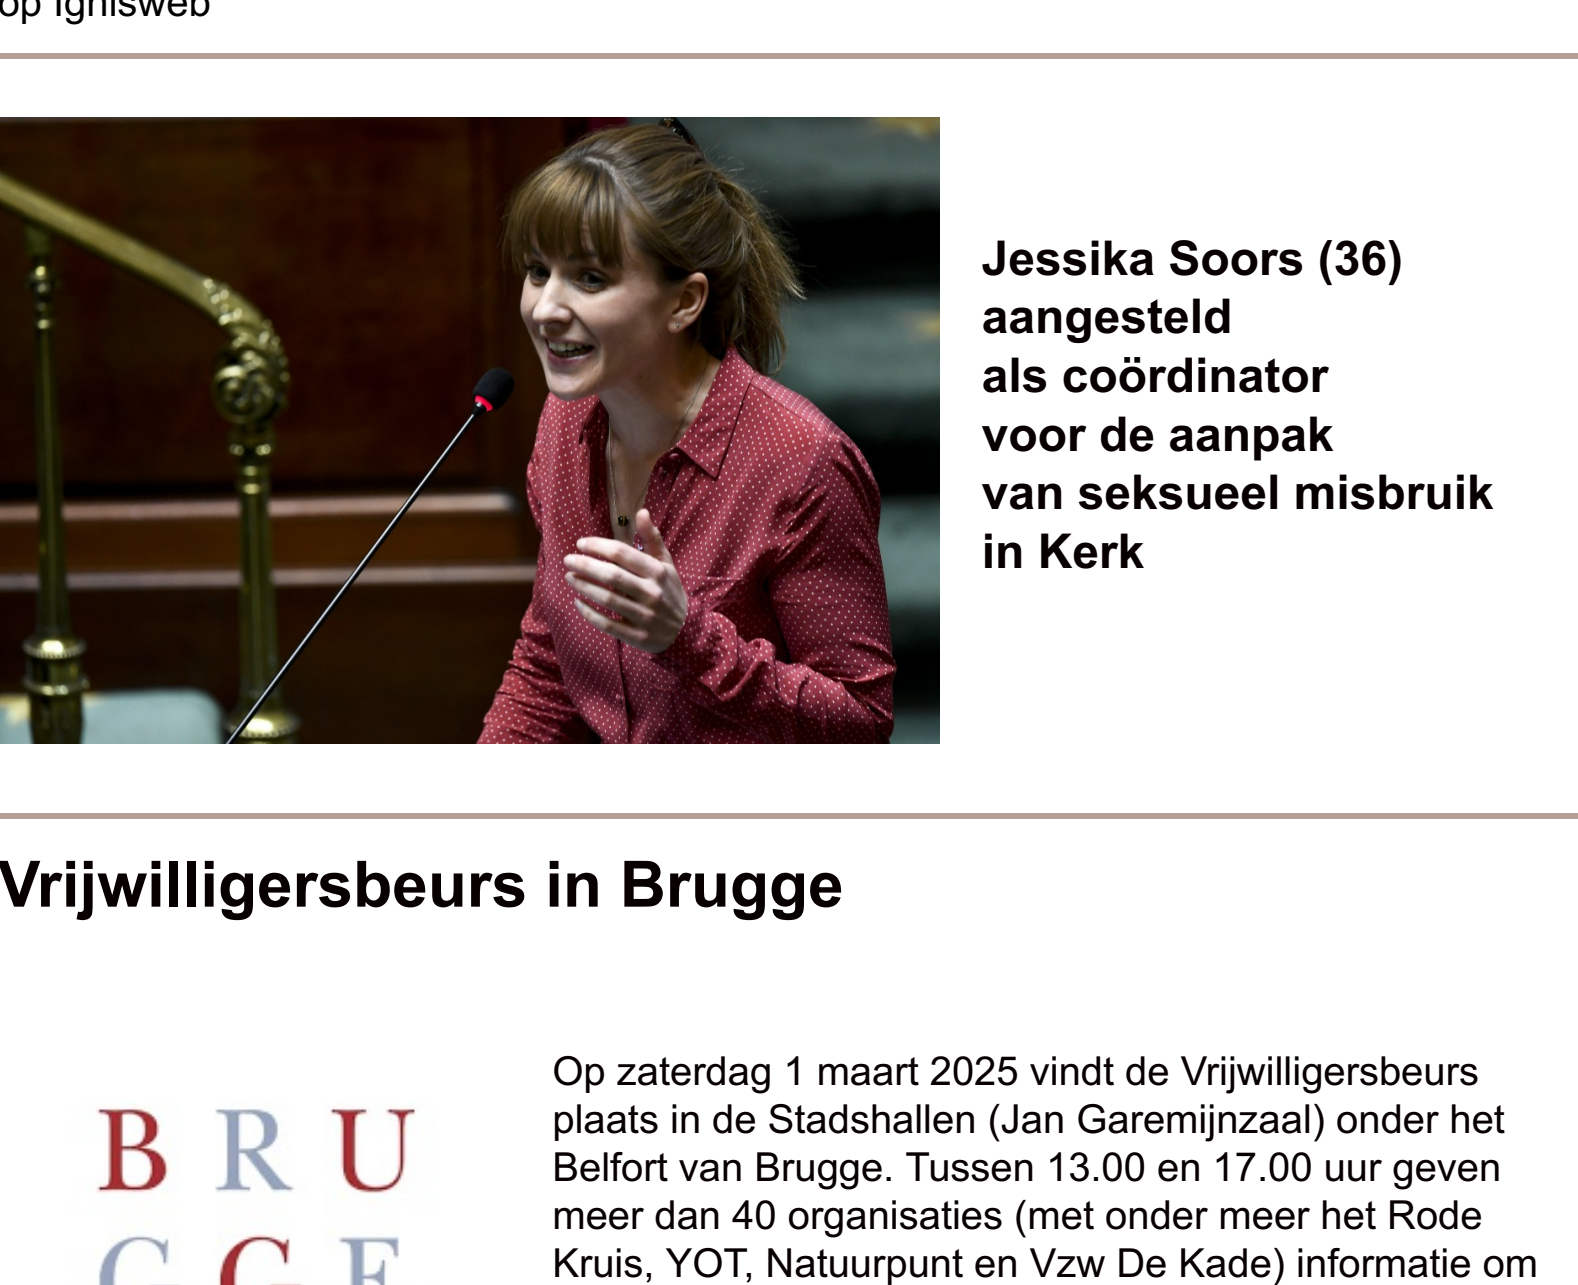 op Ignisweb
Jessika Soors (36)
aangesteld
als coördinator
voor de aanpak
van seksueel misbruik
in Kerk
Vrijwilligersbeurs in Brugge
Op zaterdag 1 maart 2025 vindt de Vrijwilligersbeurs
plaats in de Stadshallen (Jan Garemijnzaal) onder het
Belfort van Brugge. Tussen 13.00 en 17.00 uur geven
meer dan 40 organisaties (met onder meer het Rode
Kruis, YOT, Natuurpunt en Vzw De Kade) informatie om
BRU
GGE